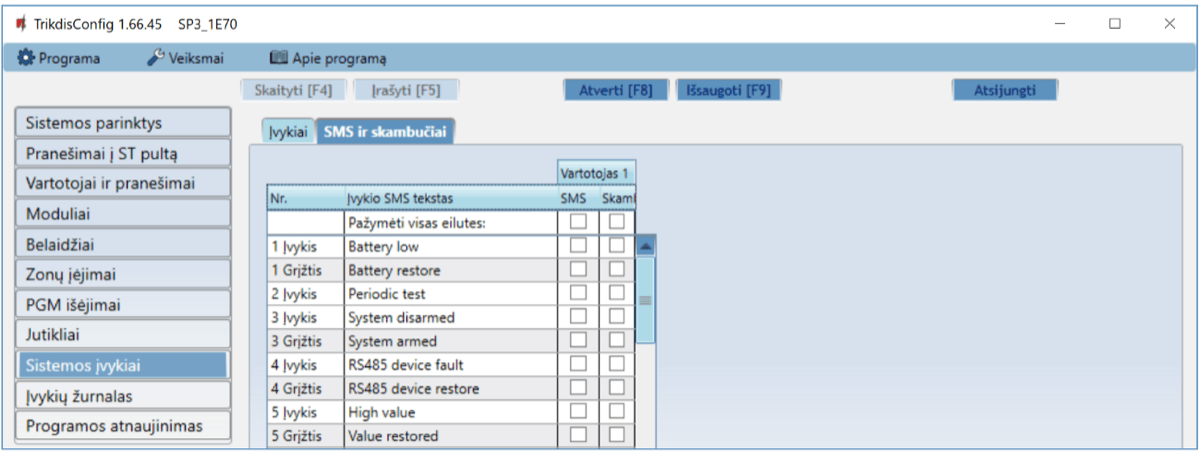 TrikdisConfig 1.66.45 SP3_1E70
Programa Veiksmai Apie programą
Skaityti [F4] Įrašyti [F5] Atverti [F8] Išsaugoti [F9] Atsijungti
Sistemos parinktys
Pranešimai į ST pultą
Vartotojai ir pranešimai
Moduliai
Belaidžiai
Zonų įėjimai
PGM išėjimai
Jutikliai
Sistemos įvykiai
Įvykių žurnalas
Programos atnaujinimas
Įvykiai SMS ir skambučiai
Vartotojas 1
Nr. Įvykio SMS tekstas SMS Skaml
Pažymėti visas eilutes:
1 Įvykis Battery low
1 Grįžtis Battery restore
2 Įvykis Periodic test
3 Įvykis System disarmed
3 Grįžtis System armed
4 Įvykis RS485 device fault
4 Grįžtis RS485 device restore
5 Įvykis High value
5 Grįžtis Value restored